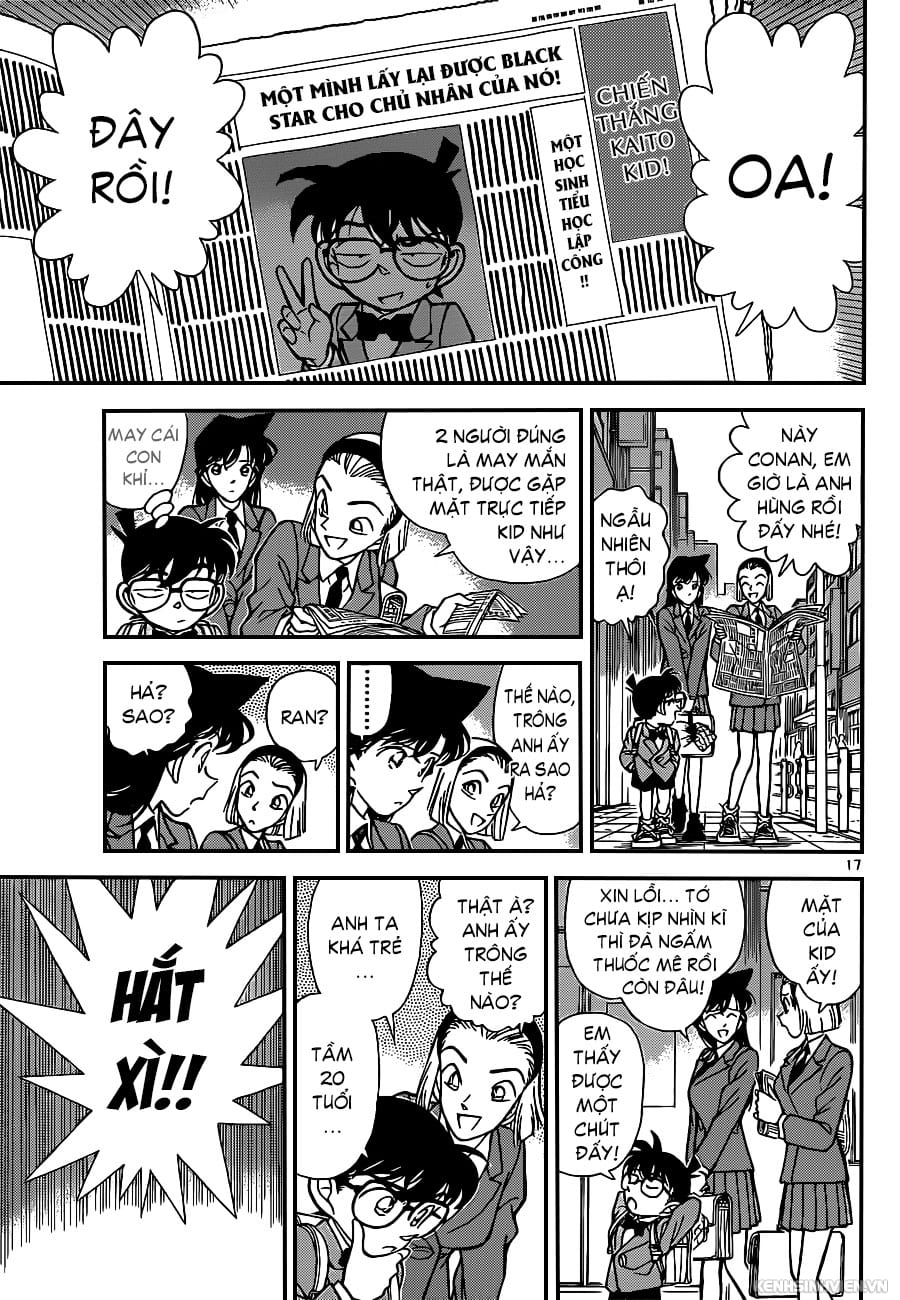 OA!
CHIẾN
THẮNG
KAITO
KID!
MỘT
HỌC
SINH
TIỂU
HỌC
LẬP
CÔNG
!!
MỘT MÌNH LẤY LẠI ĐƯỢC BLACK
STAR CHO CHỦ NHÂN CỦA NÓ!
ĐÂY
RỒI!
NÀY
CONAN, EM
GIỜ LÀ ANH
HÙNG RỒI
ĐẤY NHÉ!
NGẪU
NHIÊN
THÔI
Ạ!
2 NGƯỜI ĐÚNG
LÀ MAY MẮN
THẬT, ĐƯỢC GẶP
MẶT TRỰC TIẾP
KID NHƯ
VẬY...
MAY CÁI
CON
KHỈ...
THẾ NÀO,
TRÔNG
ANH ẤY
RA SAO
HẢ?
........
RAN?
HẢ?
SAO?
17
MẶT
CỦA
KID
ẤY!
XIN LỖI... TỚ
CHƯA KỊP NHÌN KĨ
THÌ ĐÃ NGẤM
THUỐC MÊ RỒI
CÒN ĐÂU!
EM
THẤY
ĐƯỢC
MỘT
CHÚT
ĐẤY!
THẬT À?
ANH ẤY
TRÔNG
THẾ
NÀO?
ANH TA
KHÁ TRẺ
...
TẦM
20
TUỔI
...
HẮT
XÌ!!
KENHSINHVIEN.VN